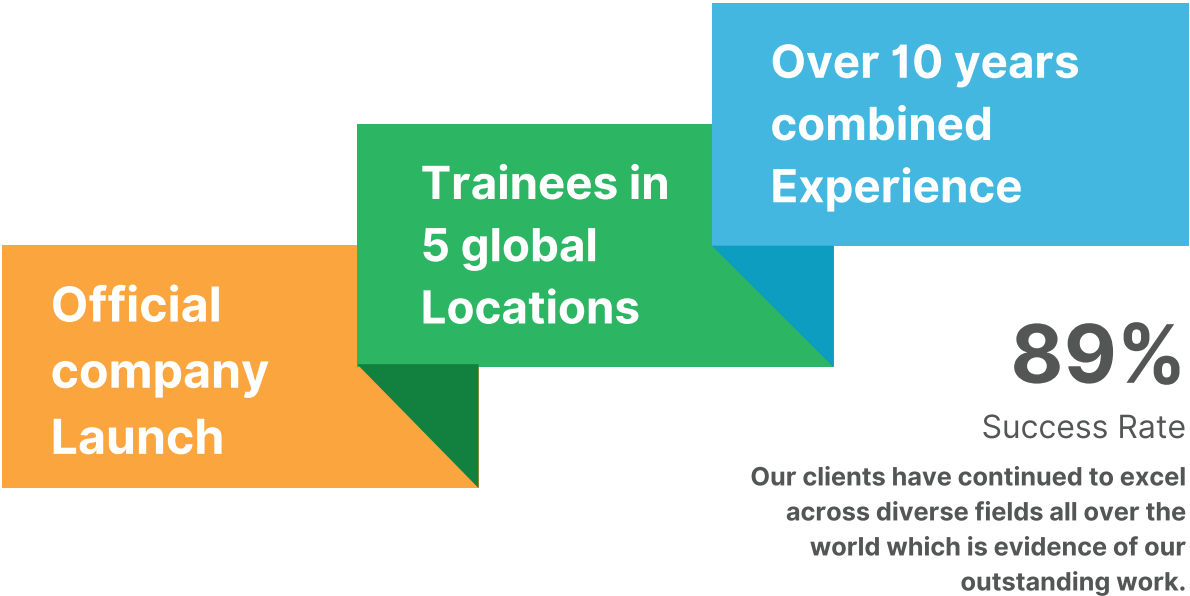 Official
company
Launch
Trainees in
5 global
Locations
Over 10 years
combined
Experience
89%
Success Rate
Our clients have continued to excel
across diverse fields all over the
world which is evidence of our
outstanding work.